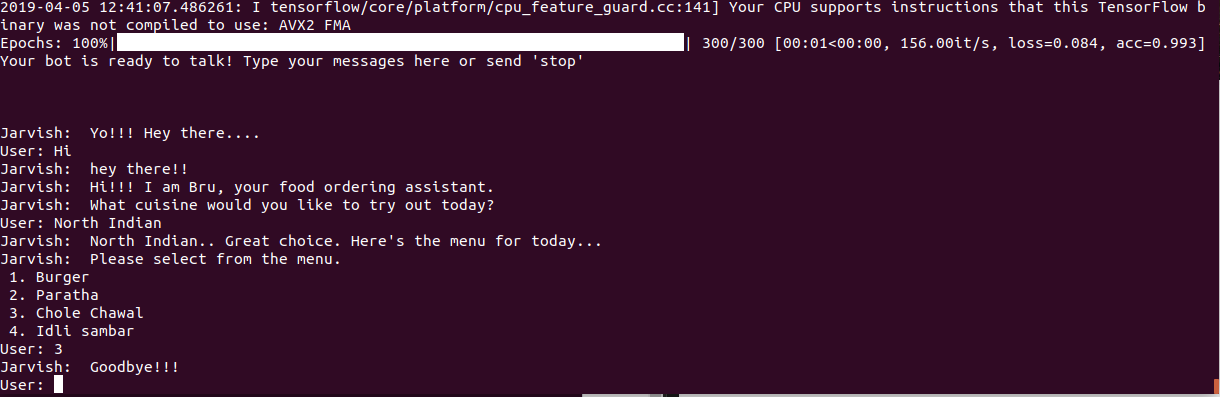 2019-04-05 12:41:07.486261: I tensorflow/core/platform/cpu_feature_guard.cc:141] Your CPU supports instructions that this TensorFlow b
inary was not compiled to use: AVX2 FMA
Epochs: 100%|| 300/300 [00:01<00:00, 156.00it/s, loss=0.084, acc=0.993]
Your bot is ready to talk! Type your messages here or send 'stop'
Jarvish:  Yo!!! Hey there....
User: Hi
Jarvish:  hey there!!
Jarvish:  Hi!!! I am Bru, your food ordering assistant.
Jarvish:  What cuisine would you like to try out today?
User: North Indian
Jarvish:  North Indian.. Great choice. Here's the menu for today...
Jarvish:  Please select from the menu.
 1. Burger
 2. Paratha
 3. Chole Chawal
 4. Idli sambar
User: 3
Jarvish:  Goodbye!!!
User: